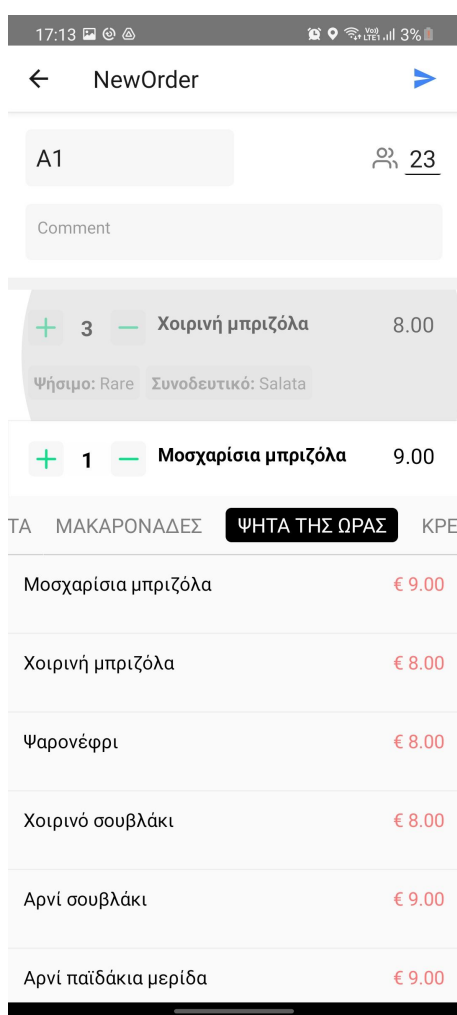 17:13 3%
NewOrder
A1 23
Comment
3 Χοιρινή μπριζόλα 8.00
Ψήσιμο: Rare Συνοδευτικό: Salata
1 Μοσχαρίσια μπριζόλα 9.00
ΤΑ ΜΑΚΑΡΟΝΑΔΕΣ ΨΗΤΑ ΤΗΣ ΩΡΑΣ ΚΡΕ
Μοσχαρίσια μπριζόλα € 9.00
Χοιρινή μπριζόλα € 8.00
Ψαρονέφρι € 8.00
Χοιρινό σουβλάκι € 8.00
Αρνί σουβλάκι € 9.00
Αρνί παϊδάκια μερίδα € 9.00